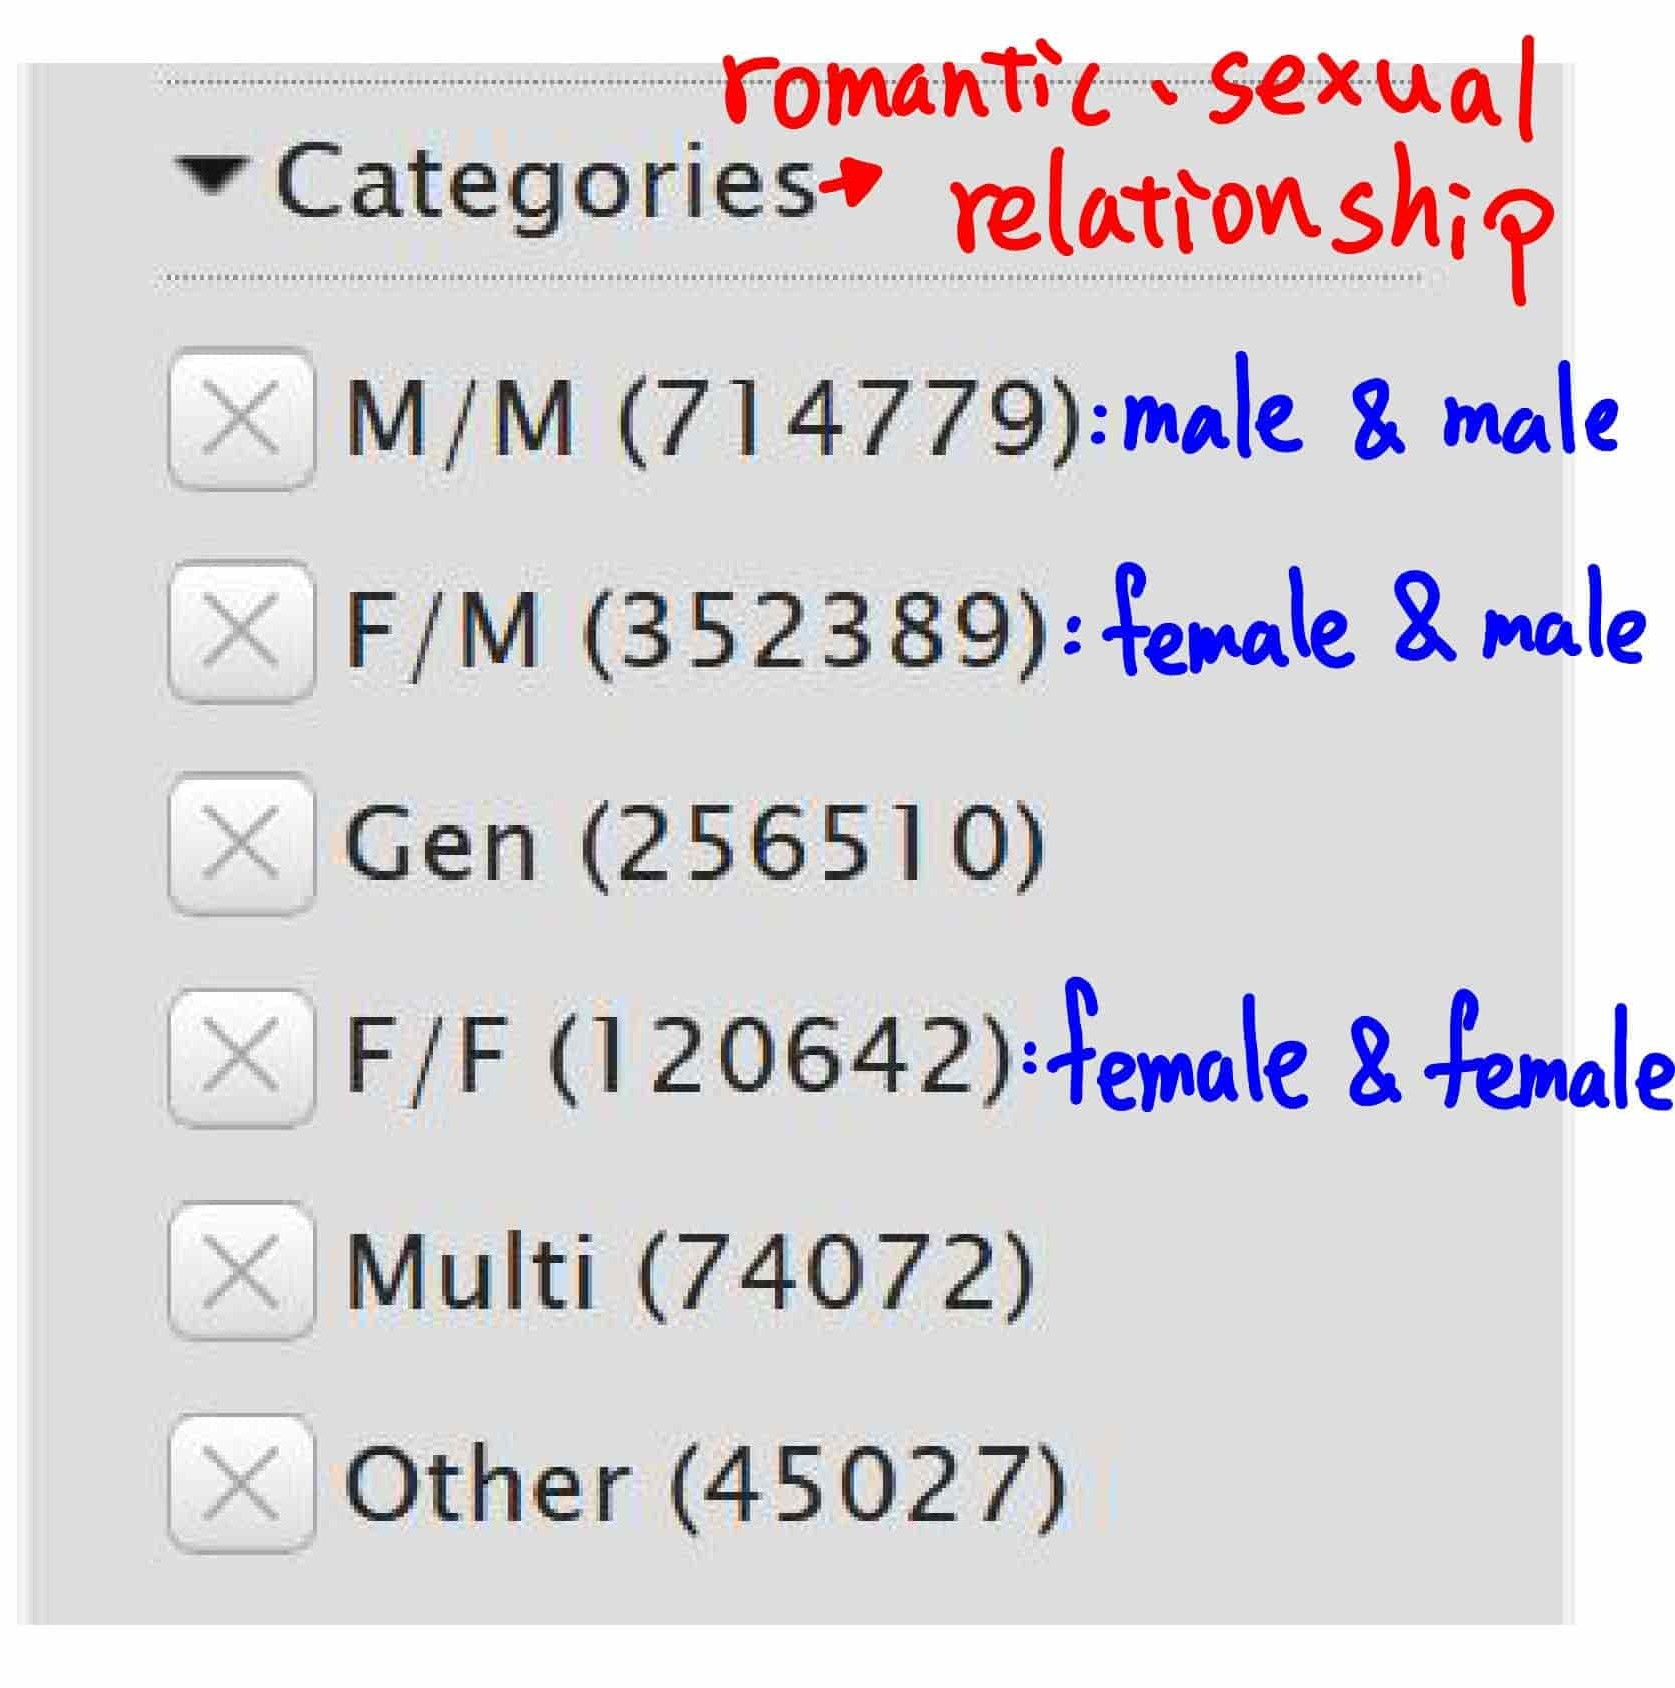 romantic、sexual
▼Categories→ relationship
M/M (714779):male & male
F/M (352389):female & male
Gen (256510)
F/F (120642):female & female
Multi (74072)
Other (45027)